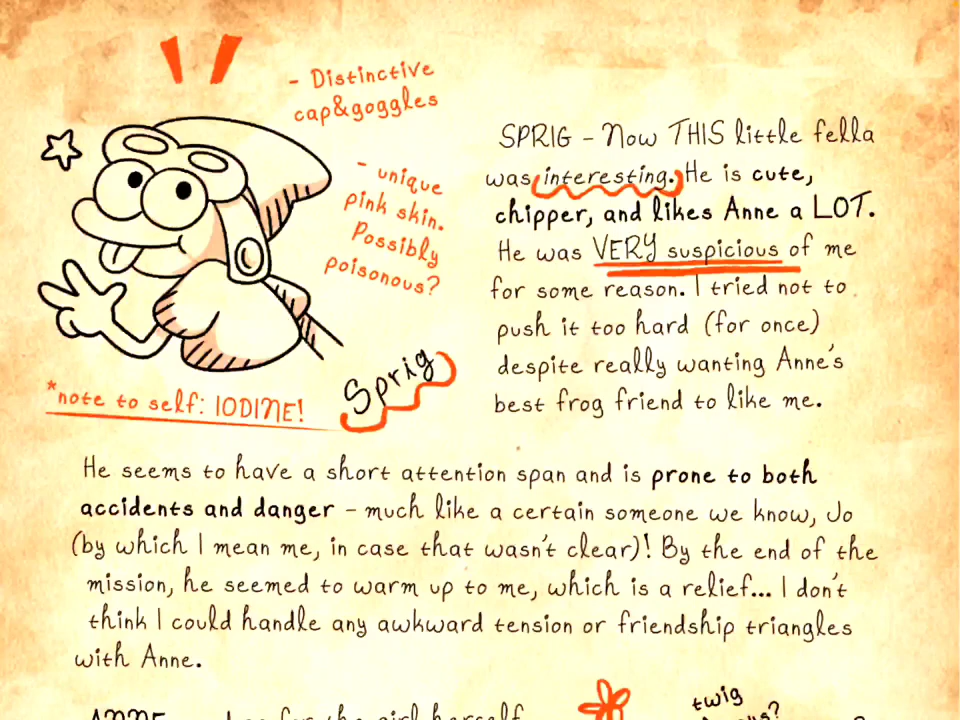 - Distinctive
cap&goggles
- unique
pink skin.
Possibly
poisonous?
Sprig
*note to self: IODINE!
SPRIG - Now THIS little fella
was interesting. He is cute,
chipper, and likes Anne a LOT.
He was VERY suspicious of me
for some reason. I tried not to
push it too hard (for once)
despite really wanting Anne's
best frog friend to like me.
He seems to have a short attention span and is prone to both
accidents and danger - much like a certain someone we know, Jo
(by which I mean me, in case that wasn't clear)! By the end of the
mission, he seemed to warm up to me, which is a relief... I don't
think I could handle any awkward tension or friendship triangles
with Anne.
for the girl herself
twig